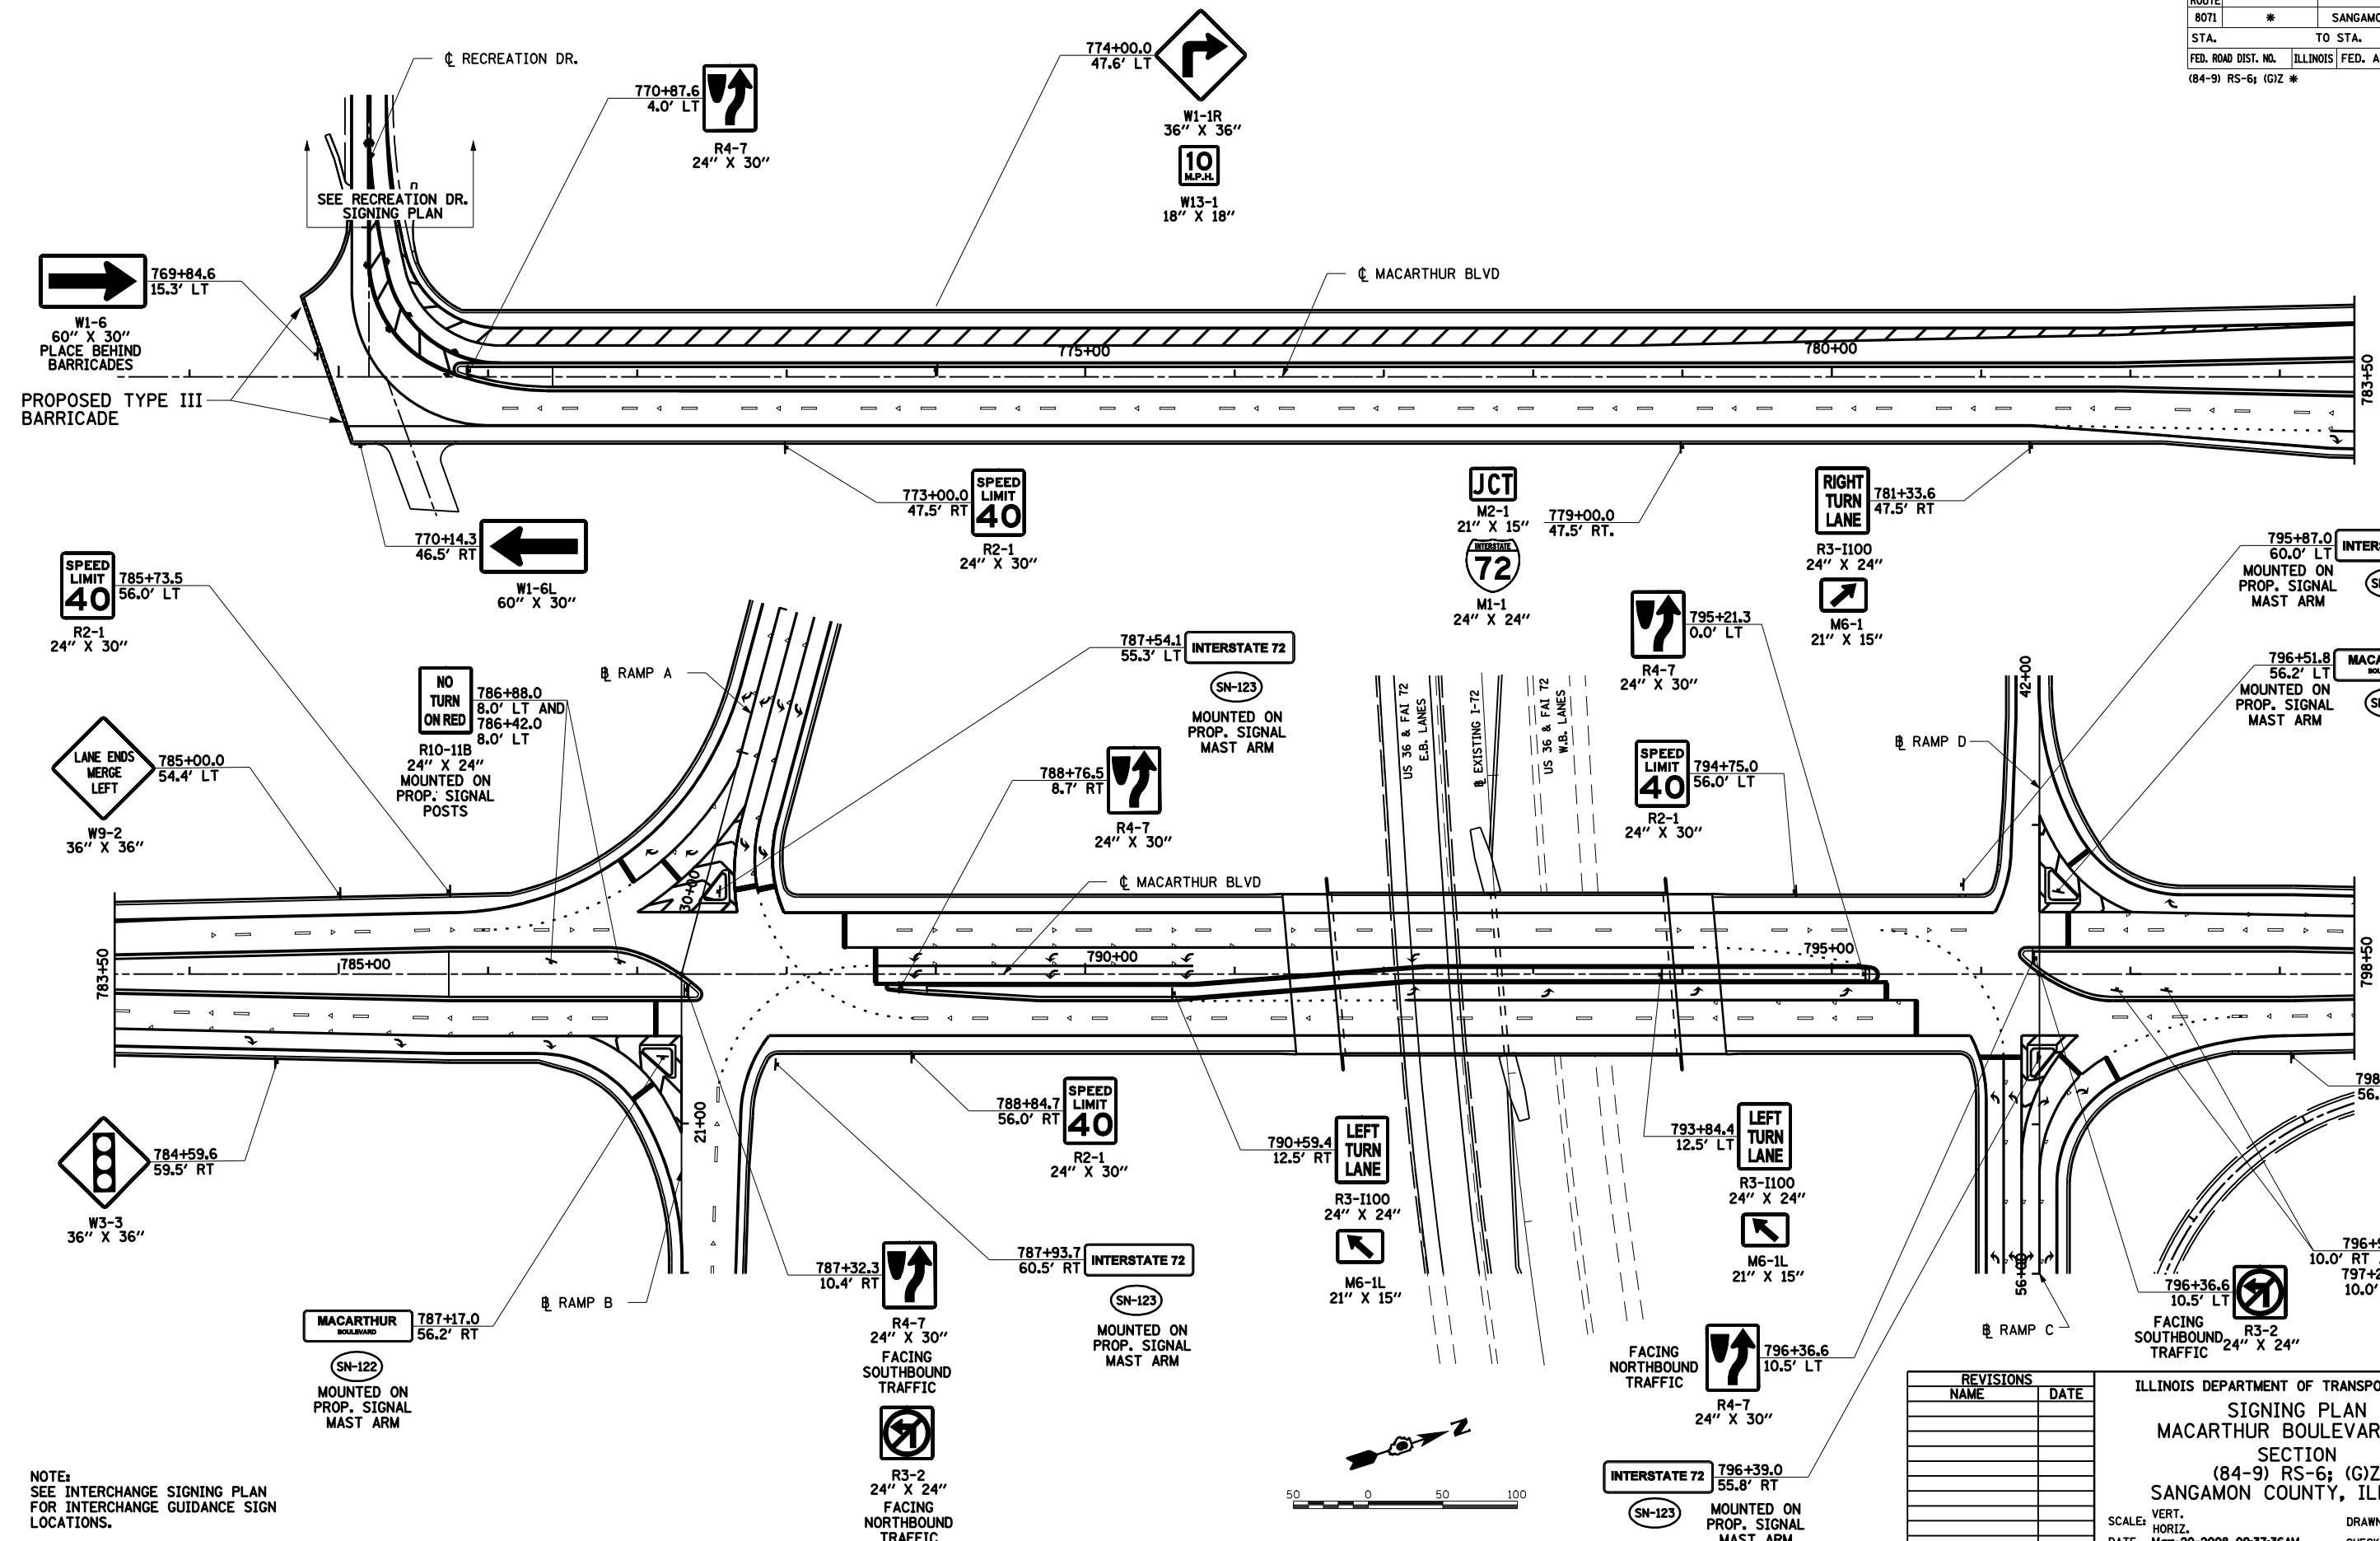 ROUTE
8071 * SANGAMO
STA. TO STA.
FED. ROAD DIST. NO. ILLINOIS FED. A
(84-9) RS-6; (G)Z *
℄ RECREATION DR.
770+87.6
4.0' LT
R4-7
24" X 30"
774+00.0
47.6' LT
W1-1R
36" X 36"
10
M.P.H.
W13-1
18" X 18"
SEE RECREATION DR.
SIGNING PLAN
769+84.6
15.3' LT
W1-6
60" X 30"
PLACE BEHIND
BARRICADES
℄ MACARTHUR BLVD
775+00
780+00
783+50
PROPOSED TYPE III
BARRICADE
770+14.3
46.5' RT
W1-6L
60" X 30"
773+00.0
47.5' RT
SPEED
LIMIT
40
R2-1
24" X 30"
JCT
M2-1
21" X 15"
779+00.0
47.5' RT.
INTERSTATE
72
M1-1
24" X 24"
RIGHT
TURN
LANE
781+33.6
47.5' RT
R3-I100
24" X 24"
M6-1
21" X 15"
SPEED
LIMIT
40
785+73.5
56.0' LT
R2-1
24" X 30"
NO
TURN
ON RED
786+88.0
8.0' LT AND
786+42.0
8.0' LT
R10-11B
24" X 24"
MOUNTED ON
PROP. SIGNAL
POSTS
LANE ENDS
MERGE
LEFT
785+00.0
54.4' LT
W9-2
36" X 36"
RAMP A
787+54.1
55.3' LT
INTERSTATE 72
SN-123
MOUNTED ON
PROP. SIGNAL
MAST ARM
788+76.5
8.7' RT
R4-7
24" X 30"
US 36 & FAI 72
E.B. LANES
EXISTING I-72
US 36 & FAI 72
W.B. LANES
795+21.3
0.0' LT
R4-7
24" X 30"
SPEED
LIMIT
40
794+75.0
56.0' LT
R2-1
24" X 30"
42+00
RAMP D
795+87.0
60.0' LT
INTERS
MOUNTED ON
PROP. SIGNAL
MAST ARM
796+51.8
56.2' LT
MACA
BOU
MOUNTED ON
PROP. SIGNAL
MAST ARM
30+00
℄ MACARTHUR BLVD
783+50
785+00
790+00
795+00
798+50
21+00
56+00
784+59.6
59.5' RT
W3-3
36" X 36"
788+84.7
56.0' RT
SPEED
LIMIT
40
R2-1
24" X 30"
790+59.4
12.5' RT
LEFT
TURN
LANE
R3-I100
24" X 24"
M6-1L
21" X 15"
793+84.4
12.5' LT
LEFT
TURN
LANE
R3-I100
24" X 24"
M6-1L
21" X 15"
798
56.
RAMP B
MACARTHUR
BOULEVARD
787+17.0
56.2' RT
SN-122
MOUNTED ON
PROP. SIGNAL
MAST ARM
787+32.3
10.4' RT
R4-7
24" X 30"
FACING
SOUTHBOUND
TRAFFIC
R3-2
24" X 24"
FACING
NORTHBOUND
TRAFFIC
787+93.7
60.5' RT
INTERSTATE 72
SN-123
MOUNTED ON
PROP. SIGNAL
MAST ARM
FACING
NORTHBOUND
TRAFFIC
796+36.6
10.5' LT
R4-7
24" X 30"
INTERSTATE 72
796+39.0
55.8' RT
SN-123
MOUNTED ON
PROP. SIGNAL
MAST ARM
RAMP C
796+36.6
10.5' LT
FACING
SOUTHBOUND
TRAFFIC
R3-2
24" X 24"
796+9
10.0' RT
797+2
10.0'
N
50 0 50 100
NOTE:
SEE INTERCHANGE SIGNING PLAN
FOR INTERCHANGE GUIDANCE SIGN
LOCATIONS.
REVISIONS
NAME DATE
ILLINOIS DEPARTMENT OF TRANSPO
SIGNING PLAN
MACARTHUR BOULEVAR
SECTION
(84-9) RS-6; (G)Z
SANGAMON COUNTY, ILL
SCALE: VERT.
HORIZ.
DRAWN